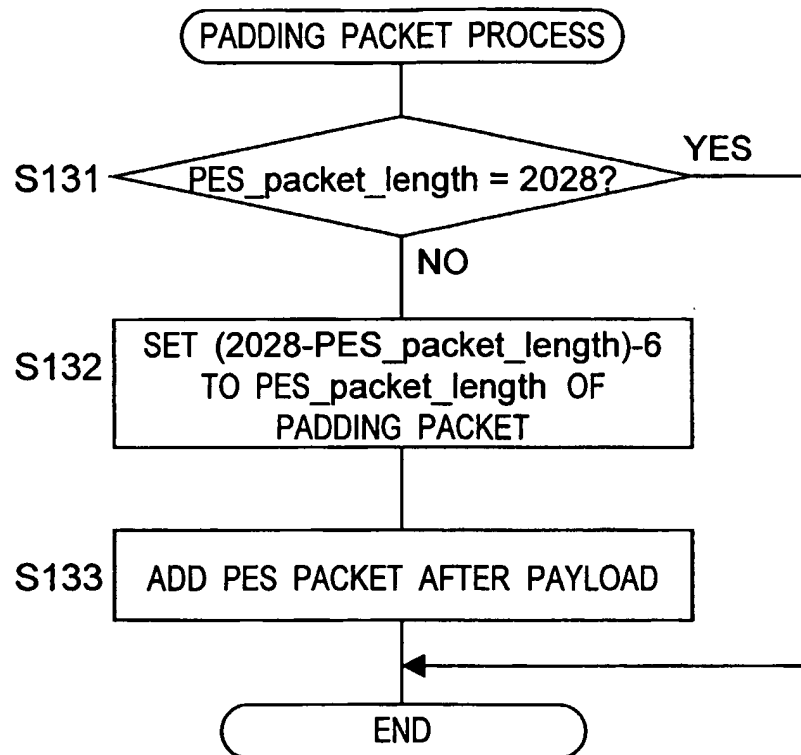 PADDING PACKET PROCESS
YES
S131
PES_packet_length = 2028?
NO
S132
SET (2028-PES_packet_length)-6
TO PES_packet_length OF
PADDING PACKET
S133
ADD PES PACKET AFTER PAYLOAD
END